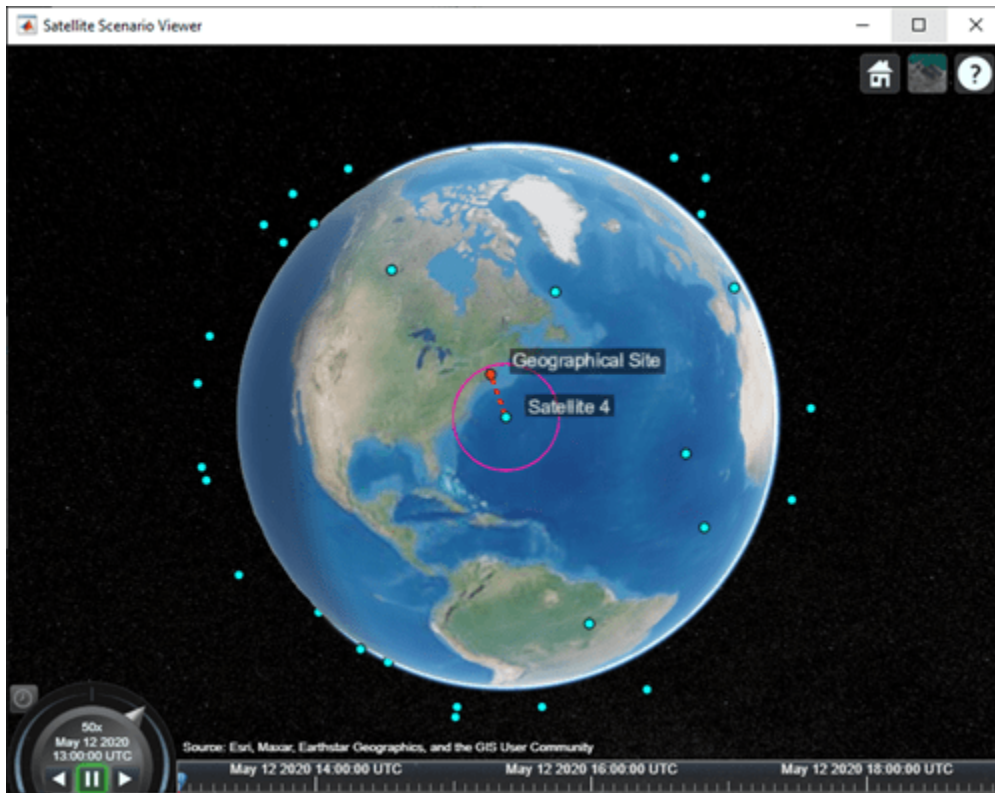 Satellite Scenario Viewer
?
Geographical Site
Satellite 4
50x
May 12 2020
13:00:00 UTC
Source: Esri, Maxar, Earthstar Geographics, and the GIS User Community
May 12 2020 14:00:00 UTC
May 12 2020 16:00:00 UTC
May 12 2020 18:00:00 UTC